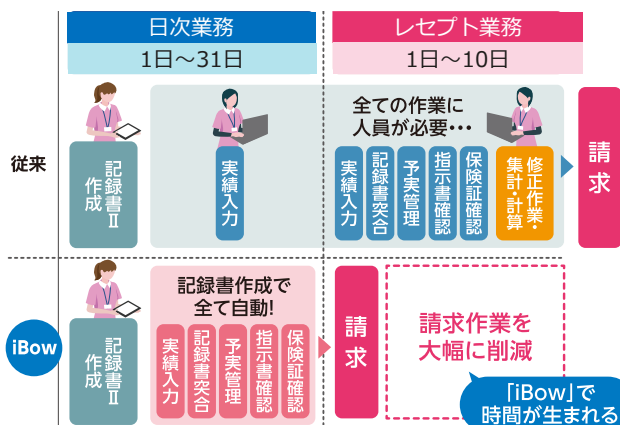 日次業務
レセプト業務
1日〜31日
1日〜10日
従来
記録書Ⅱ
作成
実績入力
全ての作業に
人員が必要･･･
実績入力
記録書突合
予実管理
指示書確認
保険証確認
修正作業・
集計・計算
請求
iBow
記録書Ⅱ
作成
記録書作成で
全て自動!
実績入力
記録書突合
予実管理
指示書確認
保険証確認
請求
請求作業を
大幅に削減
「iBow」で
時間が生まれる